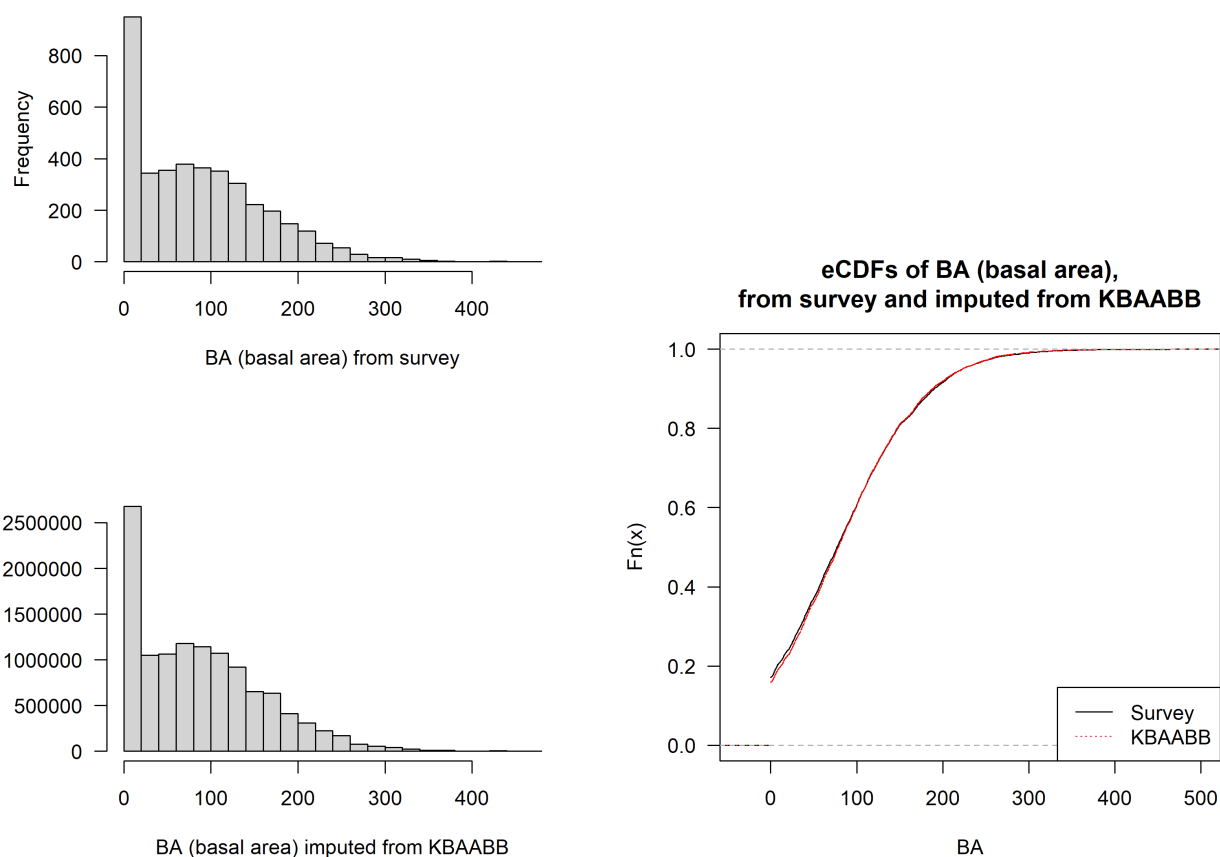 800
600
400
200
0
Frequency
0 100 200 300 400
BA (basal area) from survey
2500000
2000000
1500000
1000000
500000
0
0 100 200 300 400
BA (basal area) imputed from KBAABB
eCDFs of BA (basal area),
from survey and imputed from KBAABB
1.0
0.8
0.6
0.4
0.2
0.0
Fn(x)
Survey
KBAABB
0 100 200 300 400 500
BA